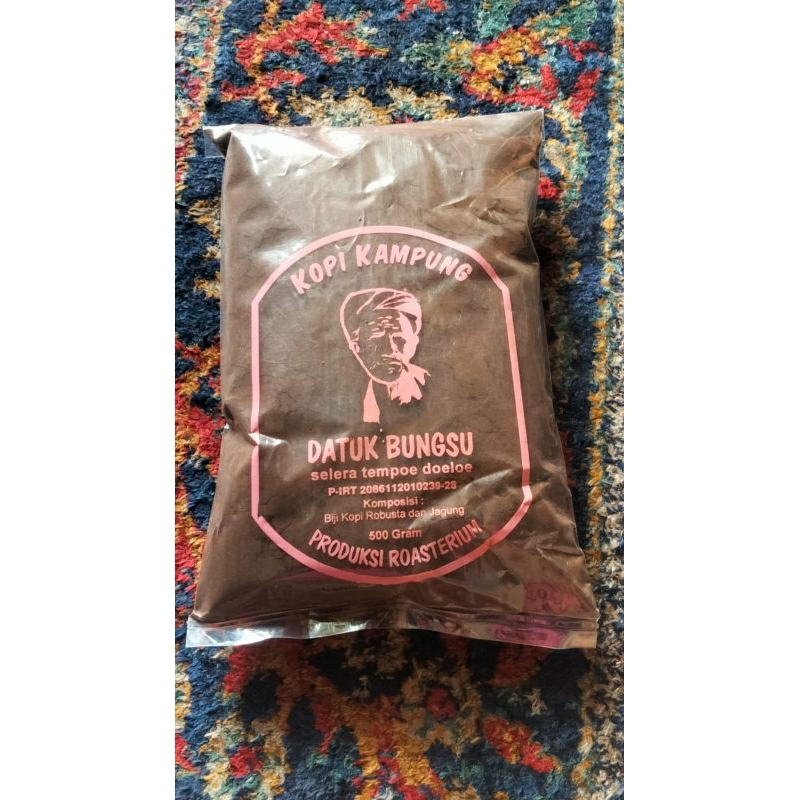 KOPI KAMPUNG
DATUK BUNGSU
selera tempoe doeloe
P-IRT 2086112010239-28
Komposisi :
Biji Kopi Robusta dan Jagung
500 Gram
PRODUKSI ROASTERIUM